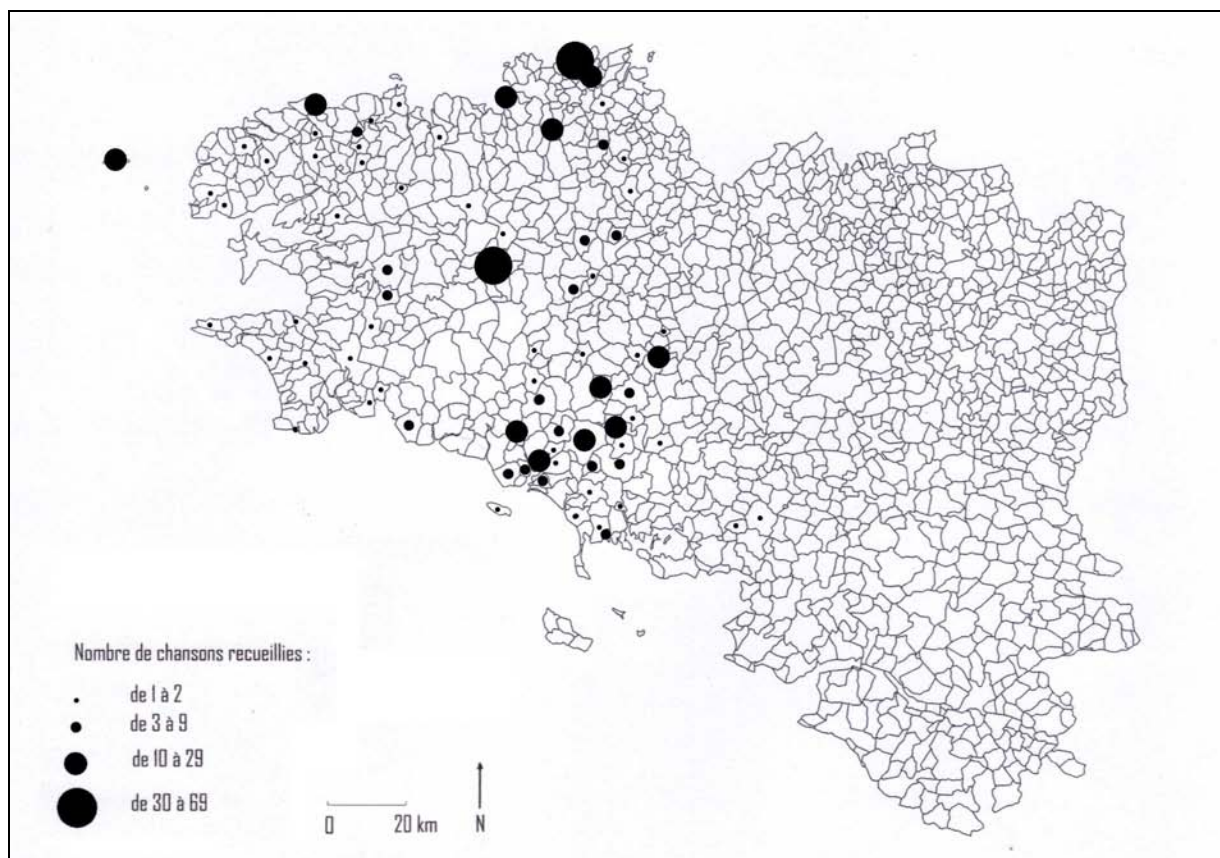 Nombre de chansons recueillies :
de 1 à 2
de 3 à 9
de 10 à 29
de 30 à 69
0 20 km N